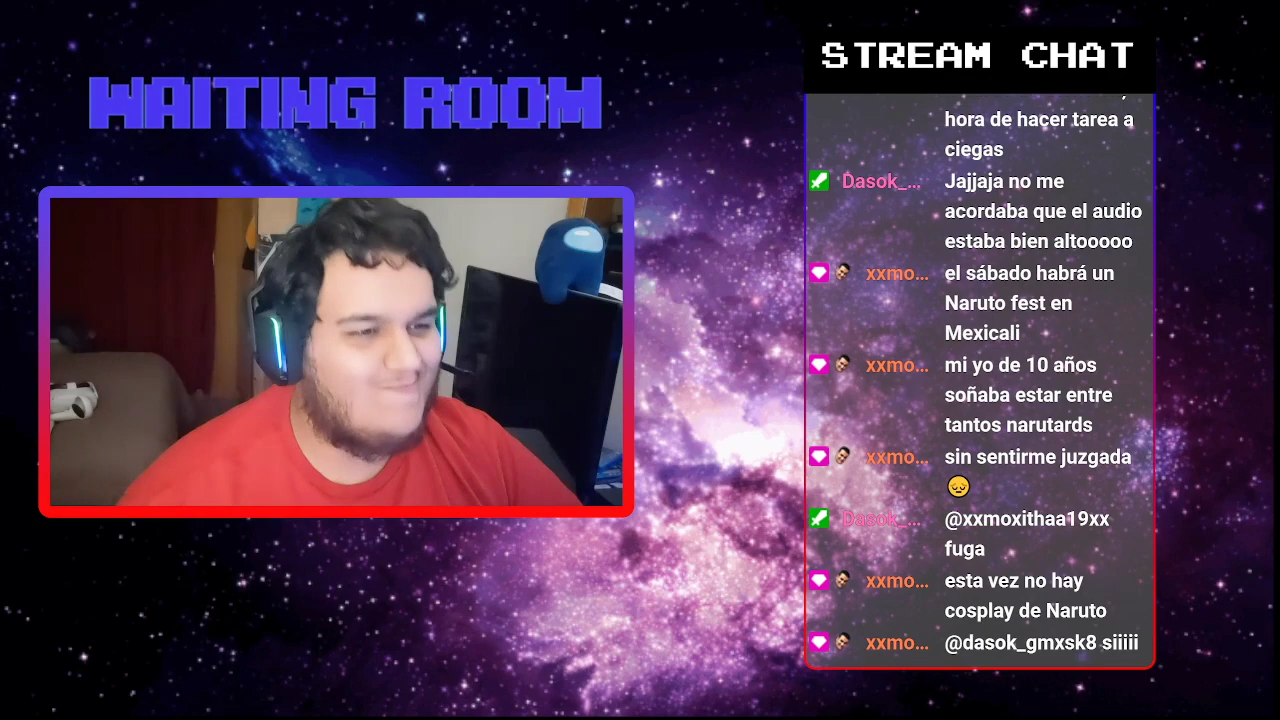 WAITING ROOM
STREAM CHAT
hora de hacer tarea a
ciegas
Dasok_... Jajjaja no me
acordaba que el audio
estaba bien altooooo
xxmo... el sábado habrá un
Naruto fest en
Mexicali
xxmo... mi yo de 10 años
soñaba estar entre
tantos narutards
xxmo... sin sentirme juzgada
😔
Dasok_... @xxmoxithaa19xx
fuga
xxmo... esta vez no hay
cosplay de Naruto
xxmo... @dasok_gmxsk8 siiiii